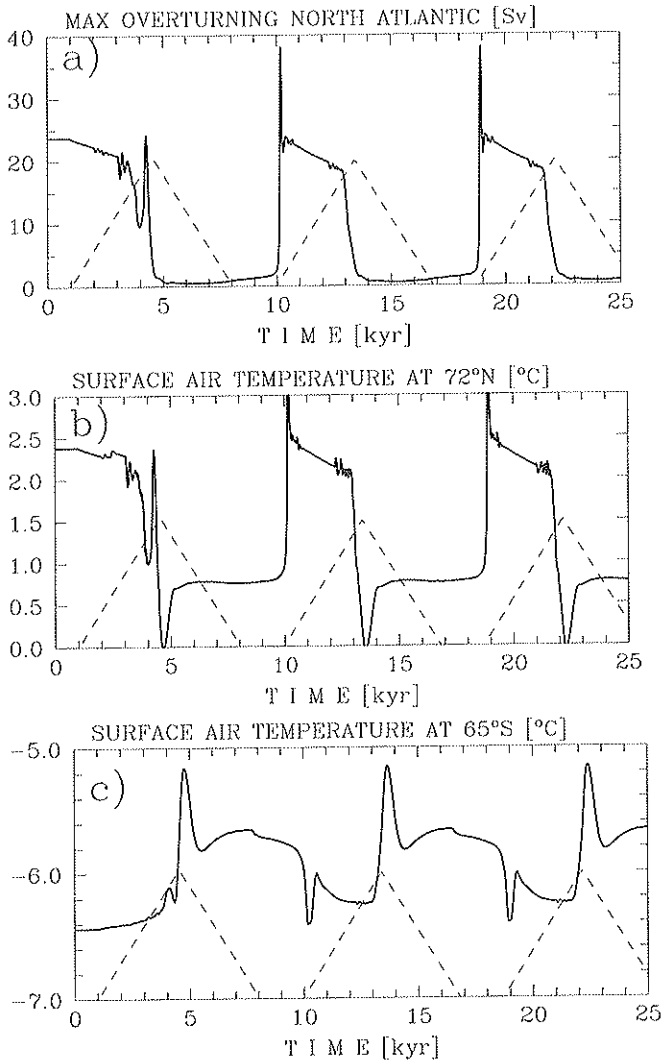 MAX OVERTURNING NORTH ATLANTIC [Sv]
a)
40
30
20
10
0
0 5 10 15 20 25
T I M E [kyr]
SURFACE AIR TEMPERATURE AT 72°N [°C]
b)
3.0
2.5
2.0
1.5
1.0
0.5
0.0
0 5 10 15 20 25
T I M E [kyr]
SURFACE AIR TEMPERATURE AT 65°S [°C]
c)
−5.0
−6.0
−7.0
0 5 10 15 20 25
T I M E [kyr]